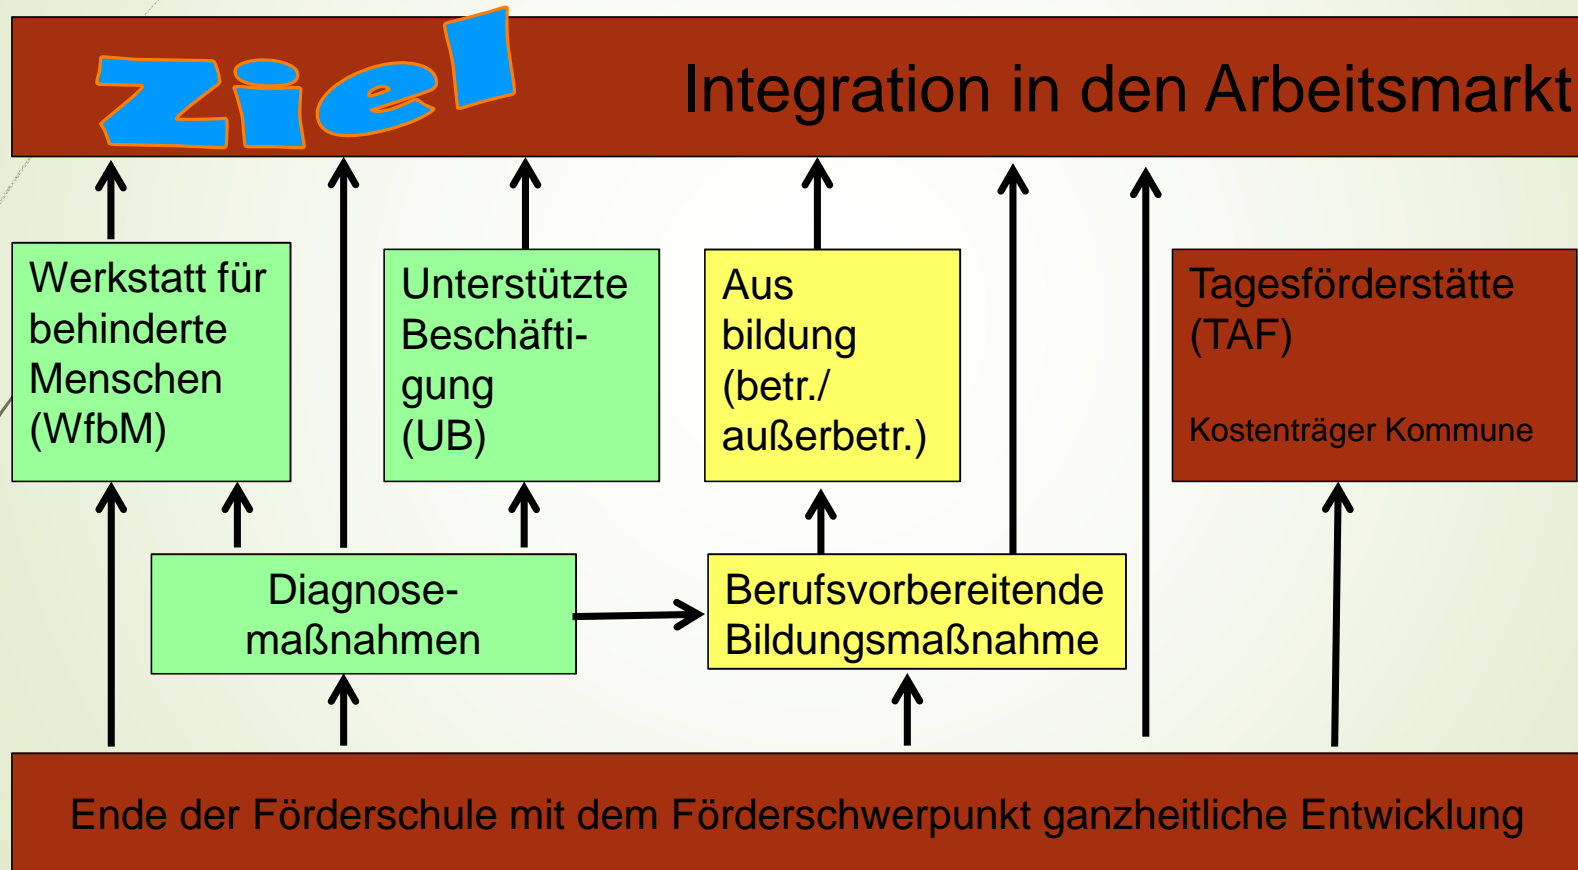 Ziel
Integration in den Arbeitsmarkt
Werkstatt für
behinderte
Menschen
(WfbM)
Unterstützte
Beschäfti-
gung
(UB)
Aus
bildung
(betr./
außerbetr.)
Tagesförderstätte
(TAF)
Kostenträger Kommune
Diagnose-
maßnahmen
Berufsvorbereitende
Bildungsmaßnahme
Ende der Förderschule mit dem Förderschwerpunkt ganzheitliche Entwicklung